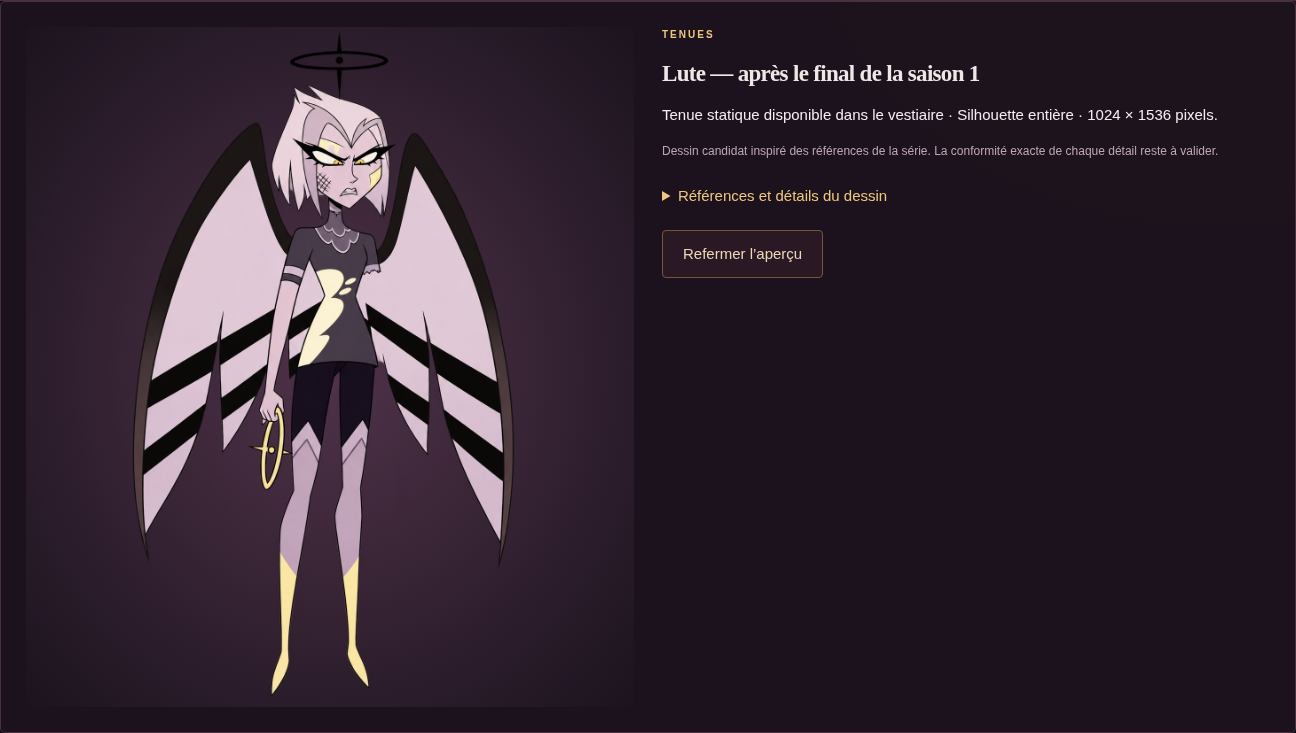 TENUES
Lute — après le final de la saison 1
Tenue statique disponible dans le vestiaire · Silhouette entière · 1024 × 1536 pixels.
Dessin candidat inspiré des références de la série. La conformité exacte de chaque détail reste à valider.
Références et détails du dessin
Refermer l’aperçu